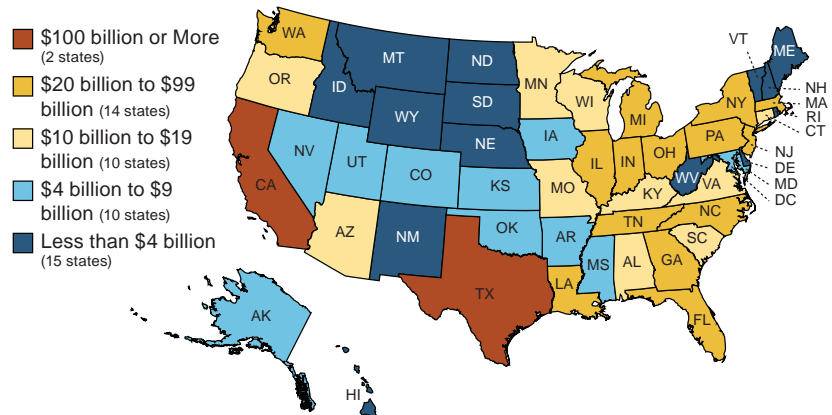 $100 billion or More
(2 states)
$20 billion to $99
billion (14 states)
$10 billion to $19
billion (10 states)
$4 billion to $9
billion (10 states)
Less than $4 billion
(15 states)
WA
OR
CA
NV
ID
MT
WY
UT
AZ
CO
NM
ND
SD
NE
KS
OK
TX
MN
IA
MO
AR
LA
WI
IL
MS
MI
IN
OH
KY
TN
AL
GA
FL
SC
NC
VA
WV
PA
NY
VT
ME
NH
MA
RI
CT
NJ
DE
MD
DC
AK
HI